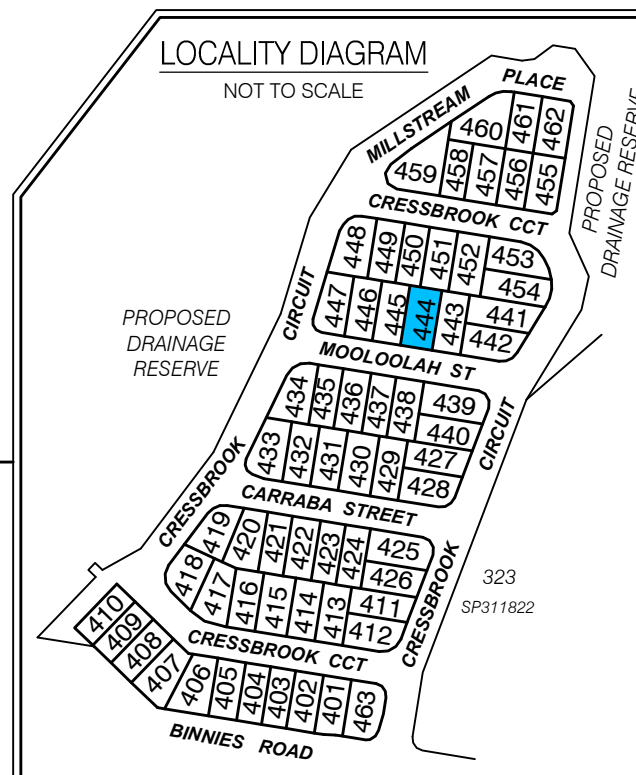 LOCALITY DIAGRAM
NOT TO SCALE
MILLSTREAM PLACE
459 460 461 462
458 457 456 455
CRESSBROOK CCT
PROPOSED
DRAINAGE RESERVE
448 449 450 451 452 453
454
447 446 445 444 443 441
442
CIRCUIT
MOOLOOLAH ST
PROPOSED
DRAINAGE
RESERVE
434 435 436 437 438 439
440
433 432 431 430 429 427
428
CIRCUIT
CRESSBROOK
CARRABA STREET
419 420 421 422 423 424 425
426
418 417 416 415 414 413 411
412
CRESSBROOK
323
SP311822
CRESSBROOK CCT
410
409
408
407
406 405 404 403 402 401 463
BINNIES ROAD